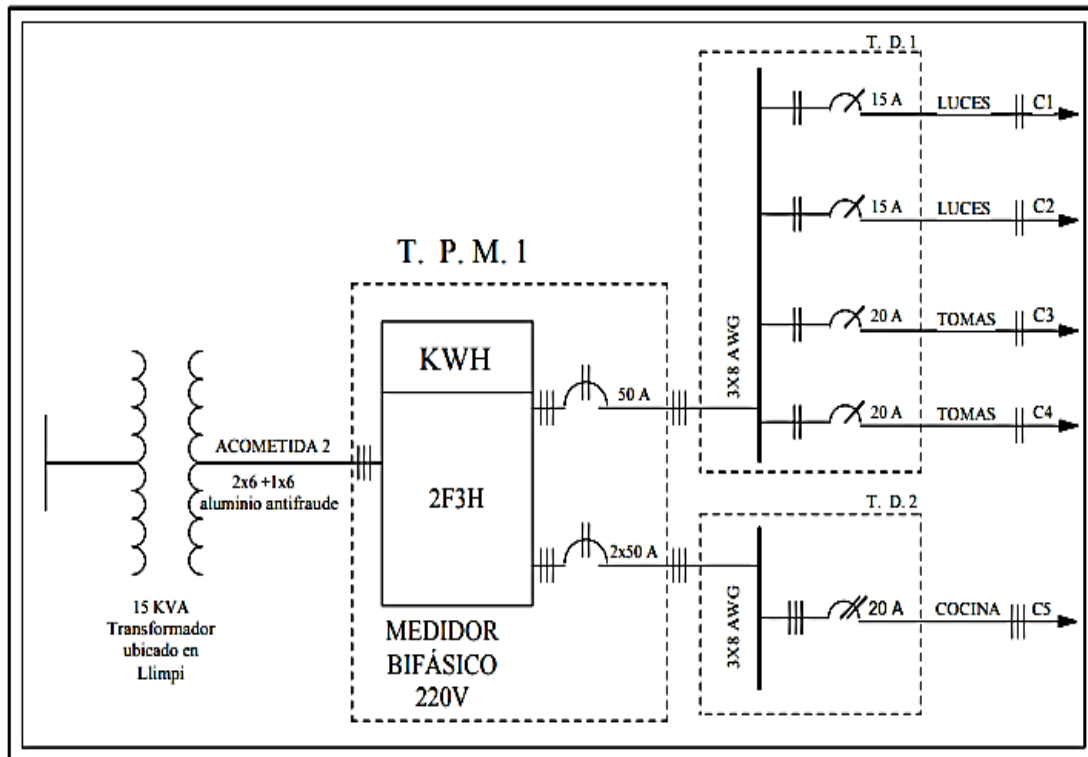 T. D. 1
15 A
LUCES
C1
15 A
LUCES
C2
20 A
TOMAS
C3
20 A
TOMAS
C4
3X8 AWG
T. P. M. 1
KWH
2F3H
50 A
2x50 A
MEDIDOR
BIFÁSICO
220V
ACOMETIDA 2
2x6 +1x6
aluminio antifraude
15 KVA
Transformador
ubicado en
Llimpi
T. D. 2
3X8 AWG
20 A
COCINA
C5